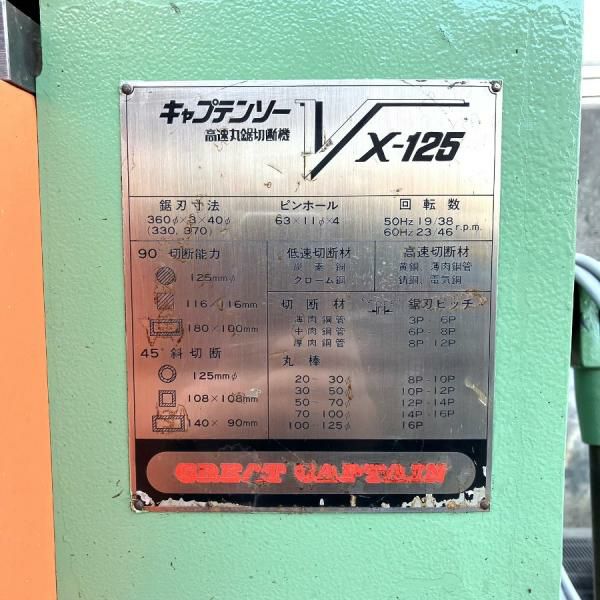 キャプテンソー
高速丸鋸切断機
V
X-125
鋸刃寸法 ピンホール 回転数
360φ×3×40φ 63×11φ×4 50Hz 19/38 r.p.m.
(330, 370) 60Hz 23/46
90° 切断能力 低速切断材 高速切断材
炭素鋼 黄銅、薄肉鋼管
125mmφ クローム鋼 鋳鋼、電気鋼
116×116mm 切断材 鋸刃ピッチ
180×100mm 薄肉鋼管 3P-6P
中肉鋼管 6P-8P
45° 斜切断 厚肉鋼管 8P-12P
丸棒
125mmφ 20~30φ 8P-10P
30~50 10P-12P
108×108mm 50~70 12P-14P
70~100φ 14P-16P
140×90mm 100~125φ 16P
GREAT CAPTAIN